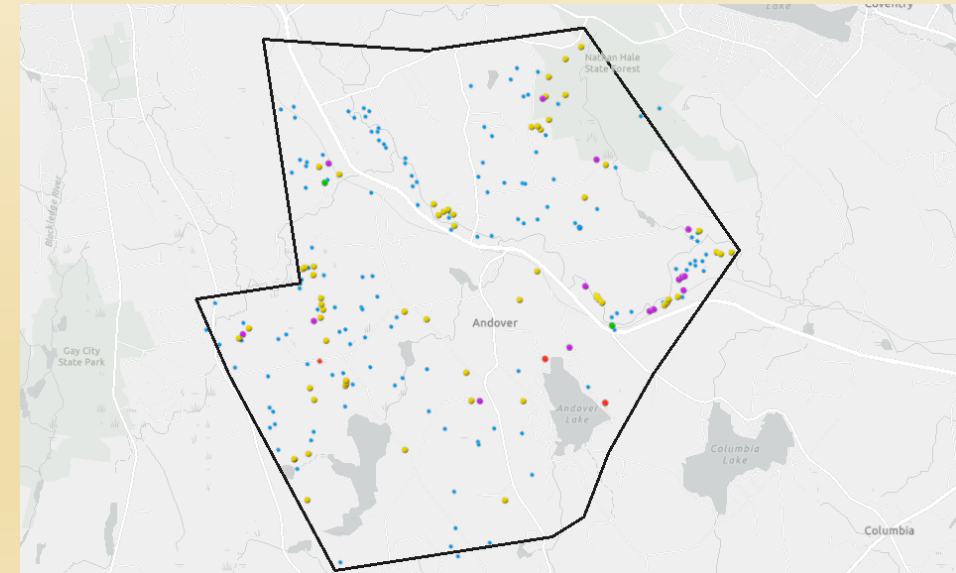 Lake
Coventry
Nathan Hale
State Forest
Blackledge River
Andover
Gay City
State Park
Andover
Lake
Columbia
Lake
Columbia